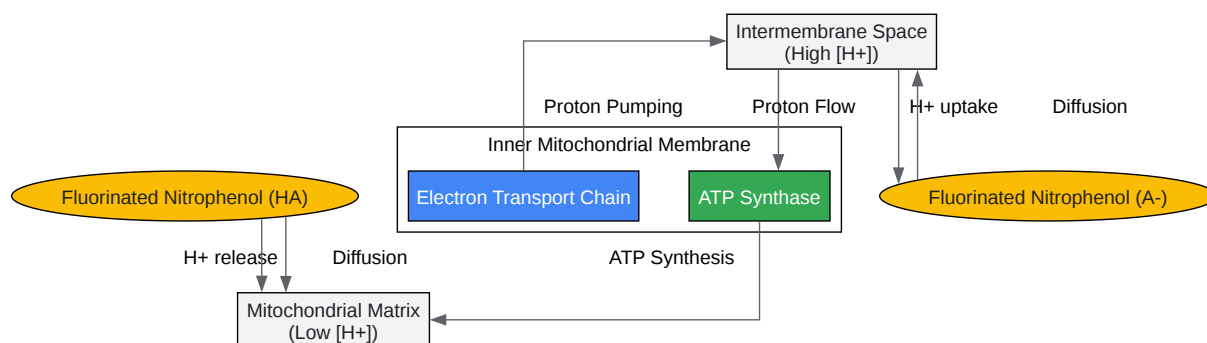 Intermembrane Space
(High [H+])
Proton Pumping
Proton Flow
H+ uptake
Diffusion
Inner Mitochondrial Membrane
Fluorinated Nitrophenol (HA)
Electron Transport Chain
ATP Synthase
Fluorinated Nitrophenol (A-)
H+ release
Diffusion
ATP Synthesis
Mitochondrial Matrix
(Low [H+])